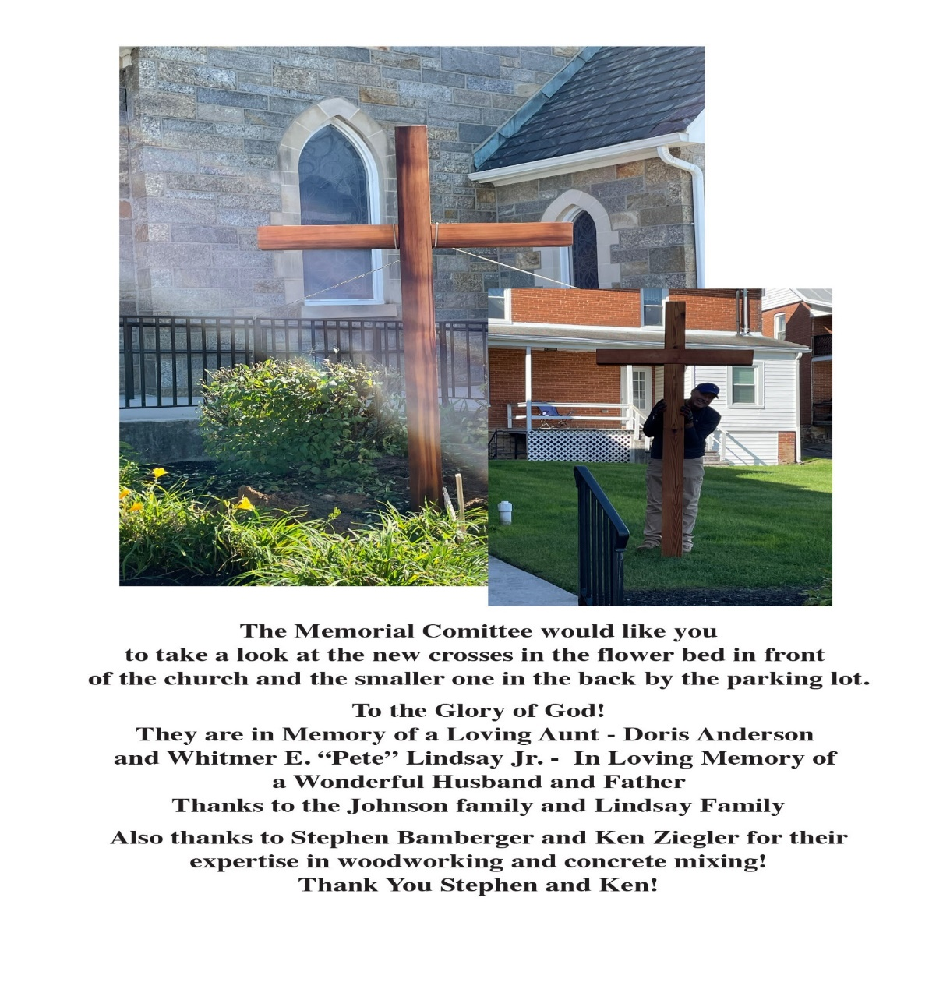 The Memorial Comittee would like you
to take a look at the new crosses in the flower bed in front
of the church and the smaller one in the back by the parking lot.
To the Glory of God!
They are in Memory of a Loving Aunt - Doris Anderson
and Whitmer E. “Pete” Lindsay Jr. - In Loving Memory of
a Wonderful Husband and Father
Thanks to the Johnson family and Lindsay Family
Also thanks to Stephen Bamberger and Ken Ziegler for their
expertise in woodworking and concrete mixing!
Thank You Stephen and Ken!